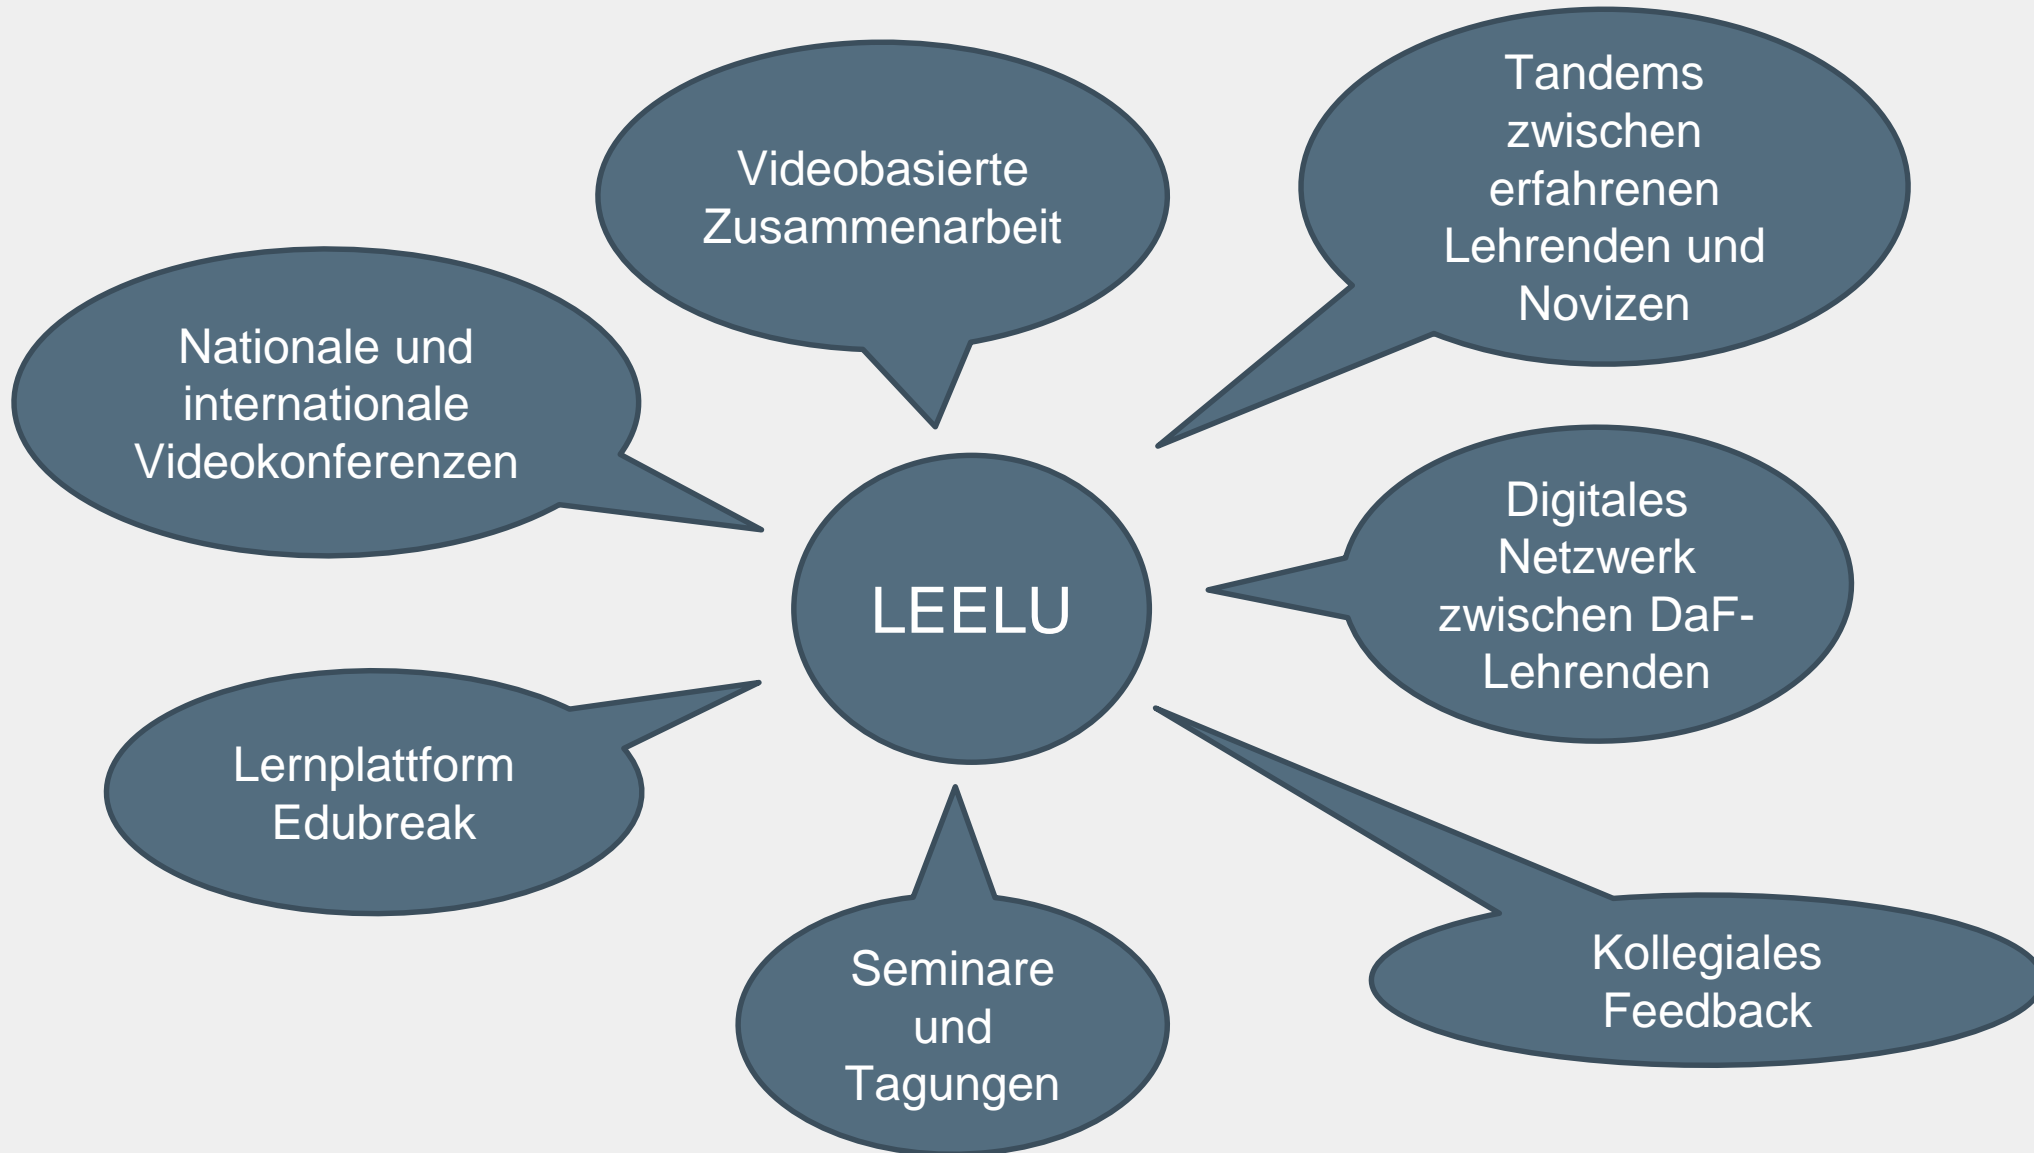 Videobasierte
Zusammenarbeit
Tandems
zwischen
erfahrenen
Lehrenden und
Novizen
Nationale und
internationale
Videokonferenzen
LEELU
Digitales
Netzwerk
zwischen DaF-
Lehrenden
Lernplattform
Edubreak
Seminare
und
Tagungen
Kollegiales
Feedback